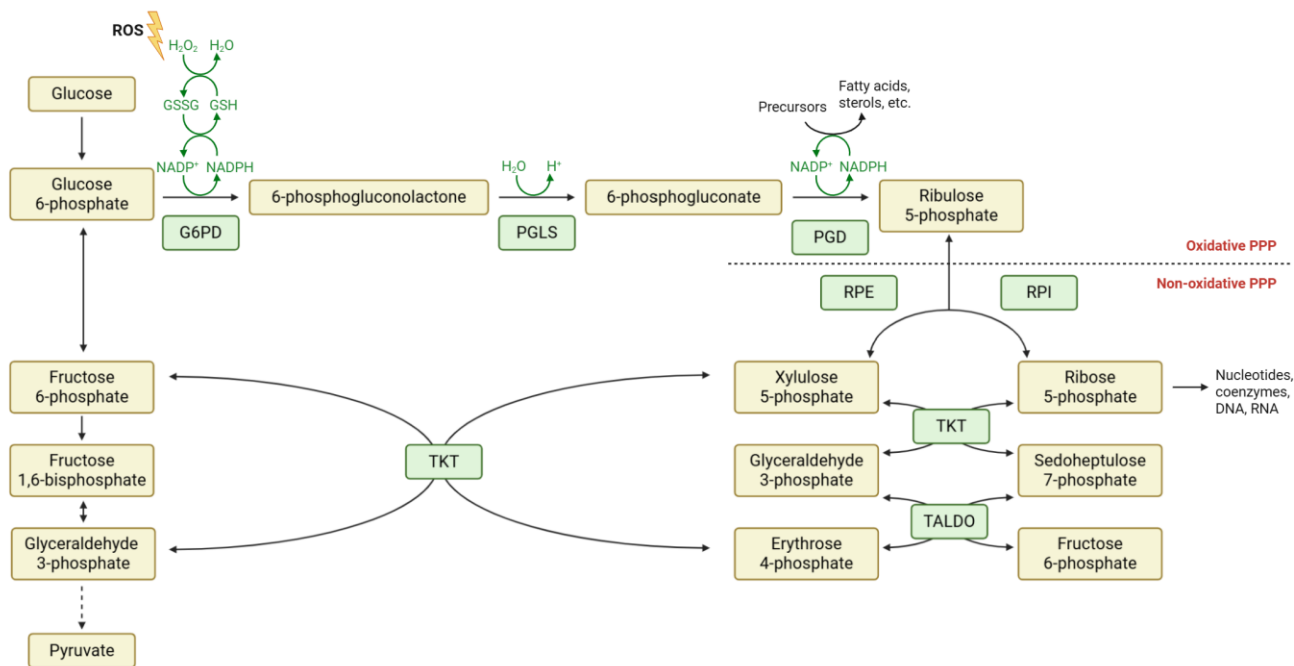 ROS
H₂O₂
H₂O
Glucose
GSSG
GSH
Precursors
Fatty acids,
sterols, etc.
NADP⁺
NADPH
H₂O
H⁺
NADP⁺
NADPH
Glucose
6-phosphate
6-phosphogluconolactone
6-phosphogluconate
Ribulose
5-phosphate
G6PD
PGLS
PGD
Oxidative PPP
Non-oxidative PPP
RPE
RPI
Fructose
6-phosphate
Xylulose
5-phosphate
Ribose
5-phosphate
Nucleotides,
coenzymes,
DNA, RNA
TKT
TKT
Fructose
1,6-bisphosphate
Glyceraldehyde
3-phosphate
Sedoheptulose
7-phosphate
TALDO
Glyceraldehyde
3-phosphate
Erythrose
4-phosphate
Fructose
6-phosphate
Pyruvate